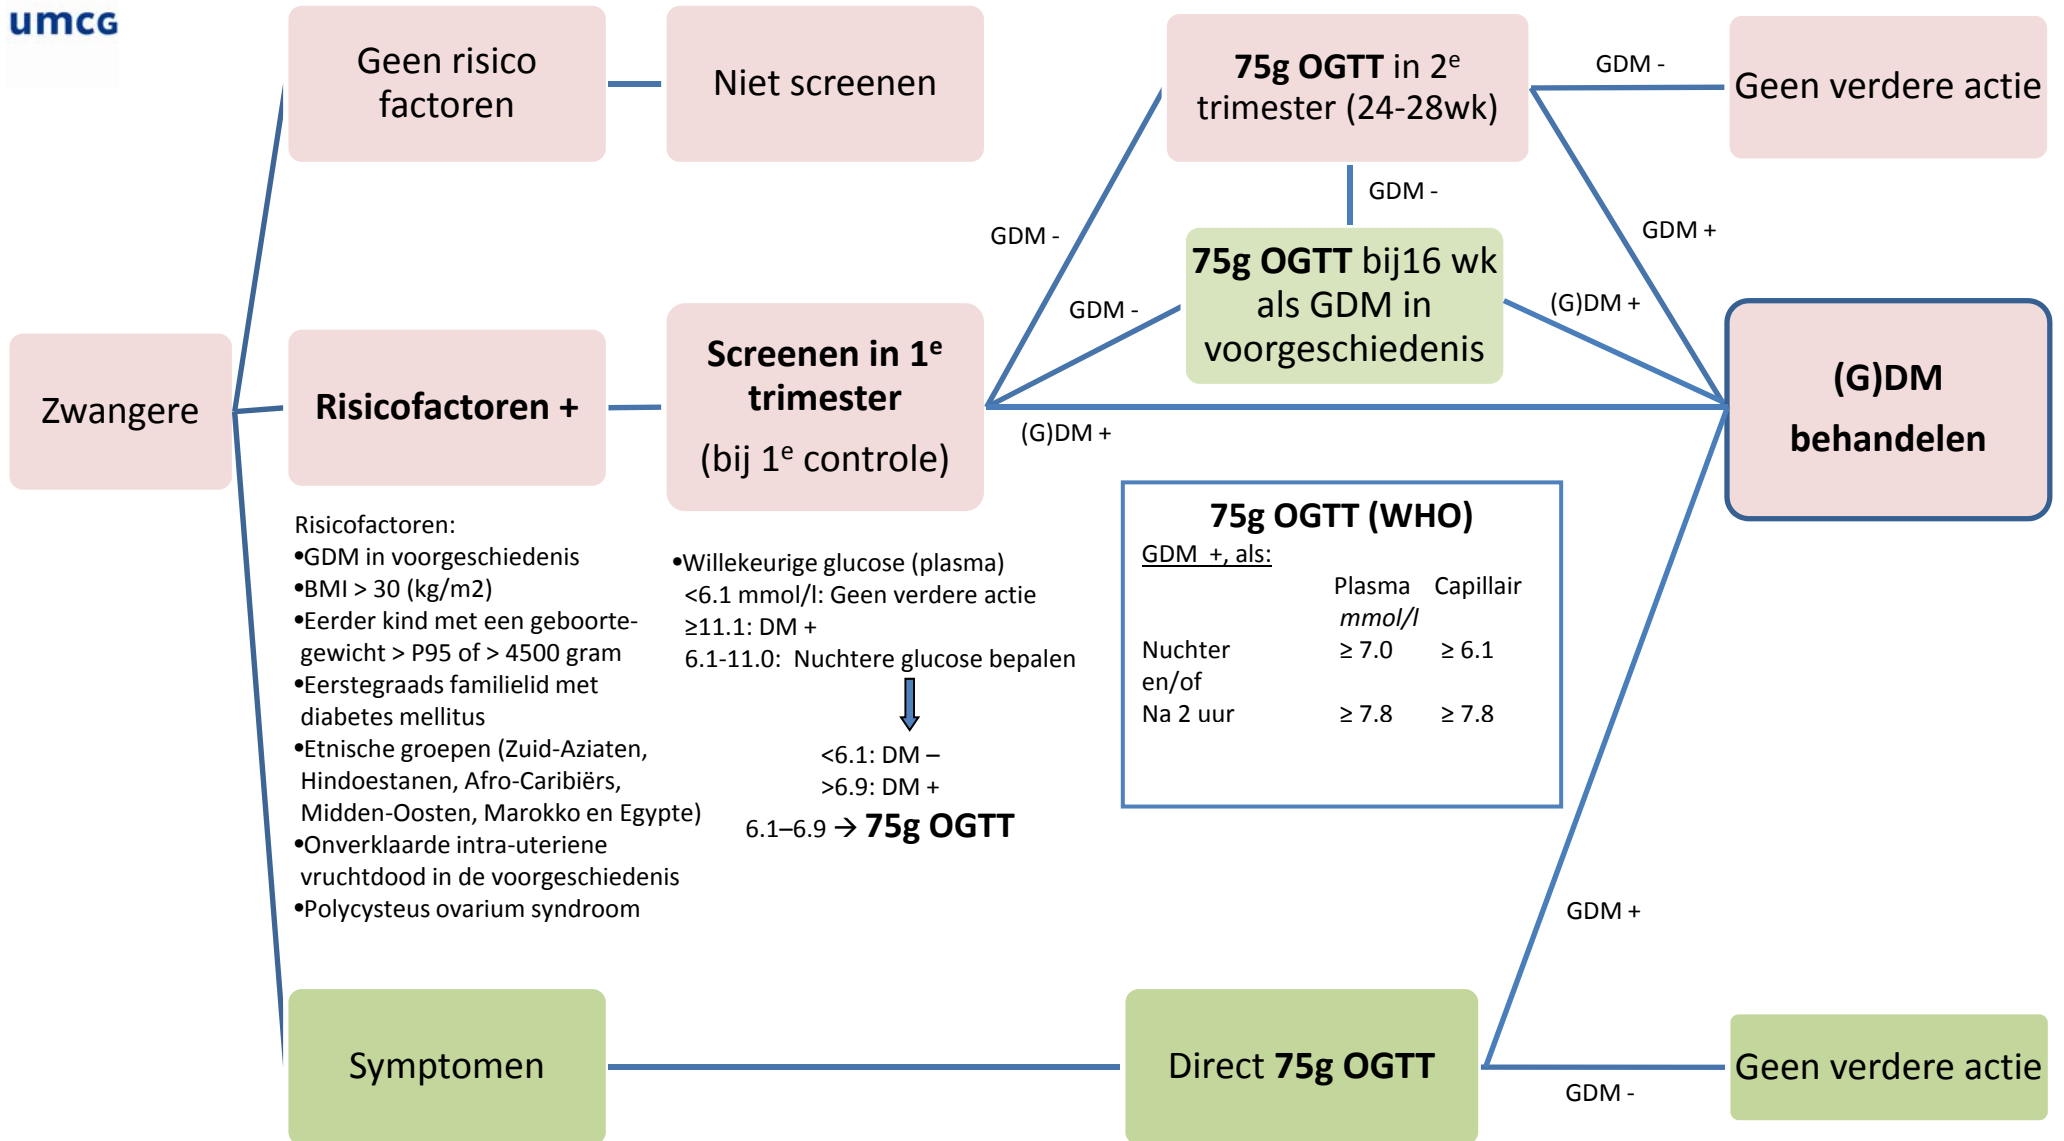 umcG
Geen risico
factoren
Niet screenen
75g OGTT in 2e
trimester (24-28wk)
GDM -
Geen verdere actie
GDM -
GDM -
GDM +
75g OGTT bij16 wk
als GDM in
voorgeschiedenis
GDM -
(G)DM +
Zwangere
Risicofactoren +
Screenen in 1e
trimester
(bij 1e controle)
(G)DM +
(G)DM
behandelen
Risicofactoren:
•GDM in voorgeschiedenis
•BMI > 30 (kg/m2)
•Eerder kind met een geboorte-
gewicht > P95 of > 4500 gram
•Eerstegraads familielid met
diabetes mellitus
•Etnische groepen (Zuid-Aziaten,
Hindoestanen, Afro-Caribiërs,
Midden-Oosten, Marokko en Egypte)
•Onverklaarde intra-uteriene
vruchtdood in de voorgeschiedenis
•Polycysteus ovarium syndroom
•Willekeurige glucose (plasma)
<6.1 mmol/l: Geen verdere actie
≥11.1: DM +
6.1-11.0: Nuchtere glucose bepalen
<6.1: DM –
>6.9: DM +
6.1–6.9 → 75g OGTT
75g OGTT (WHO)
GDM +, als:
Plasma Capillair
mmol/l
Nuchter ≥ 7.0 ≥ 6.1
en/of
Na 2 uur ≥ 7.8 ≥ 7.8
GDM +
Symptomen
Direct 75g OGTT
GDM -
Geen verdere actie